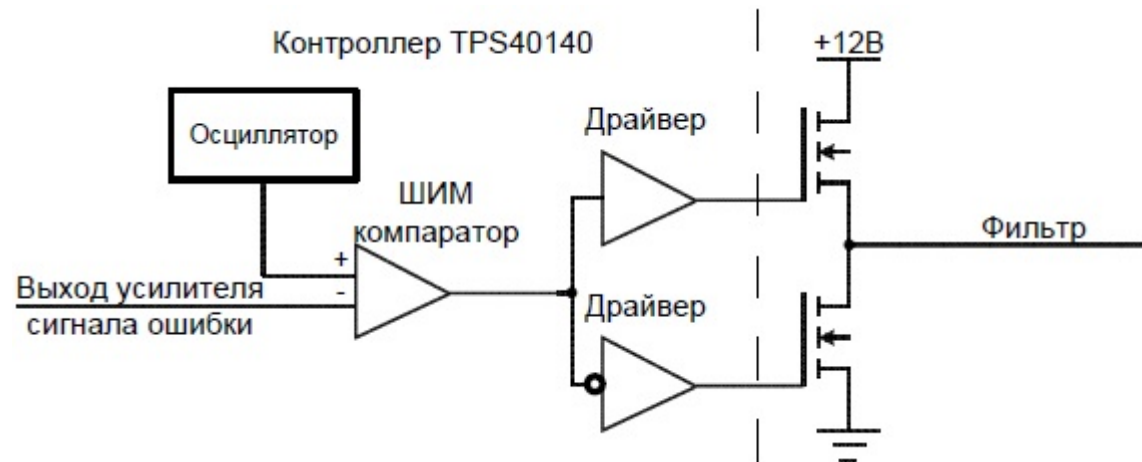 Контроллер TPS40140
+12В
Осциллятор
Драйвер
ШИМ
компаратор
+
-
Выход усилителя
сигнала ошибки
Драйвер
Фильтр